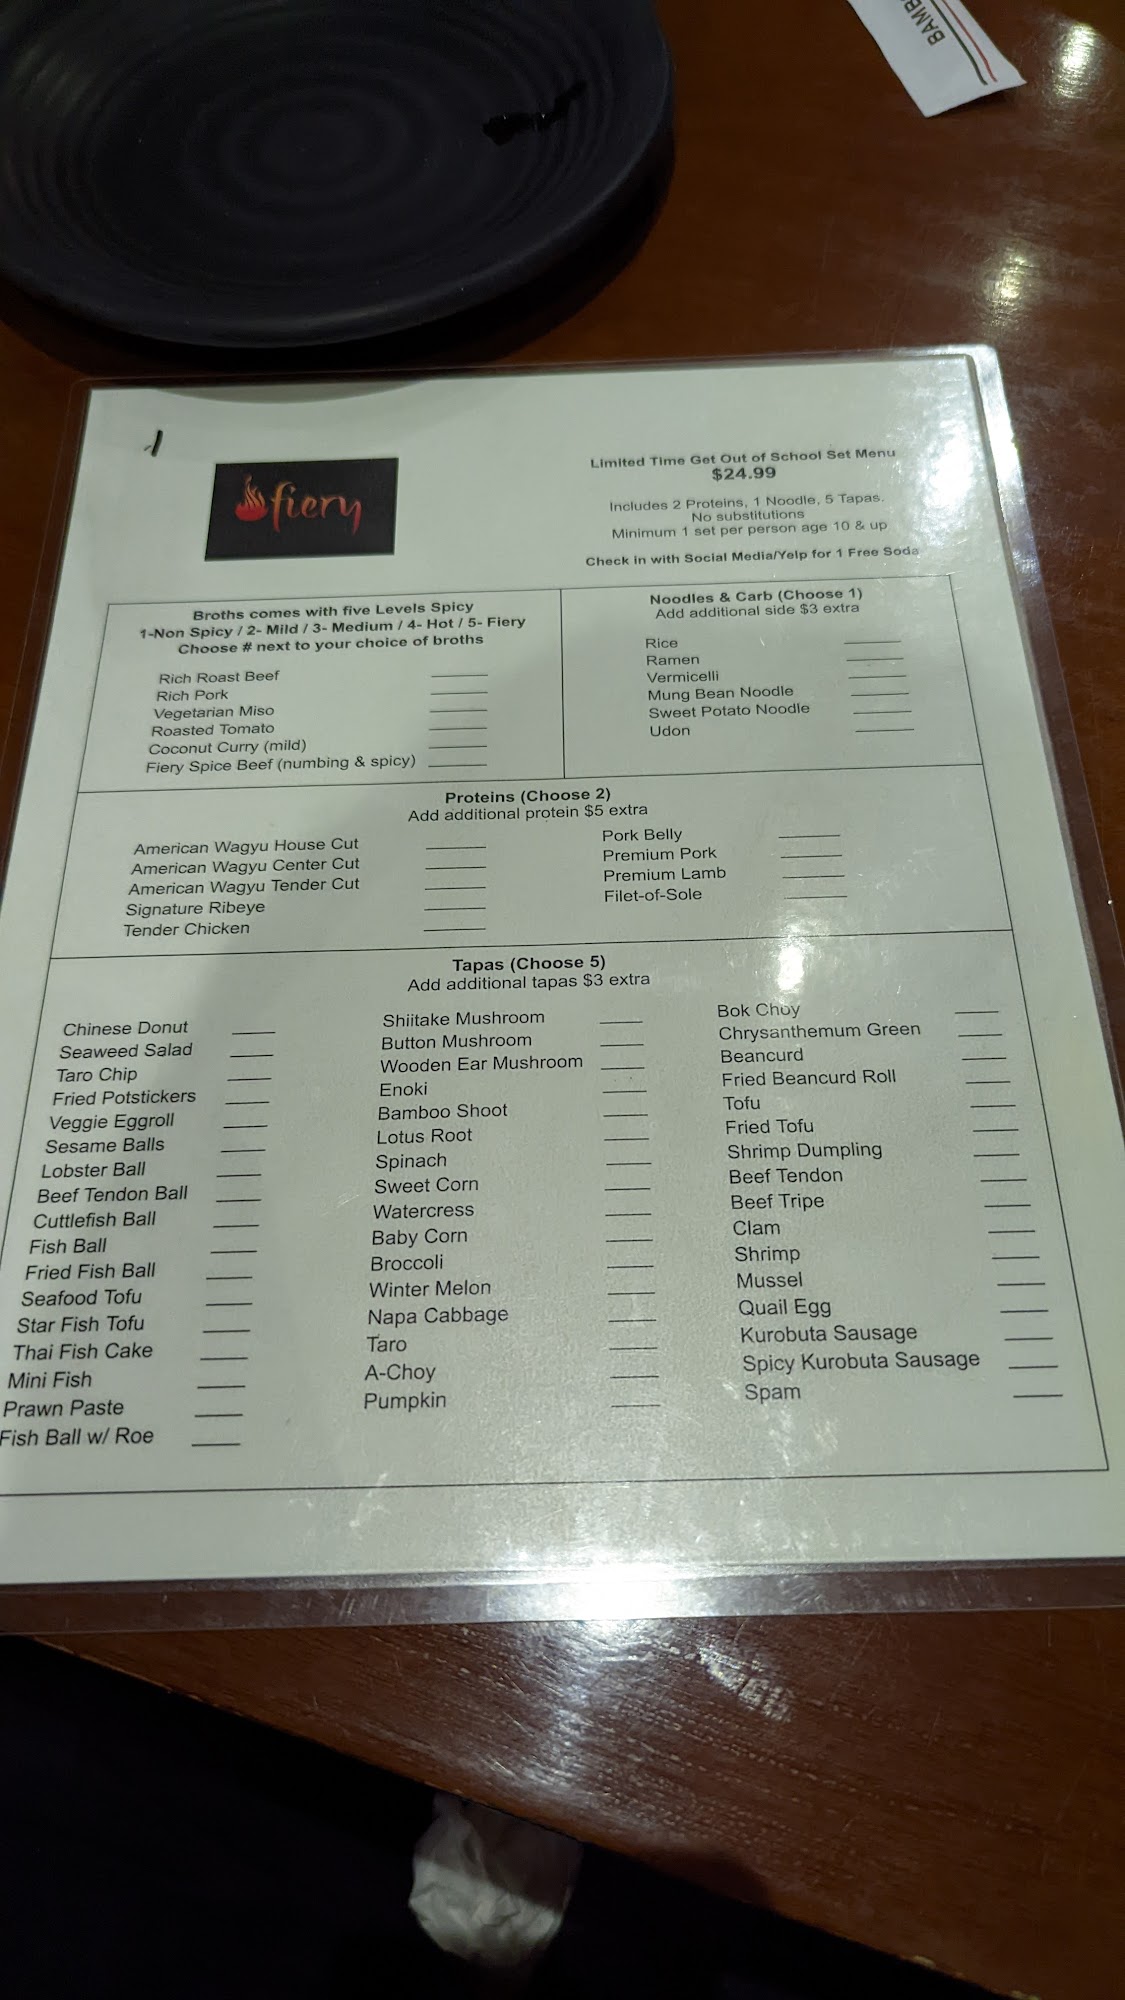 fiery
Limited Time Get Out of School Set Menu
$24.99
Includes 2 Proteins, 1 Noodle, 5 Tapas.
No substitutions
Minimum 1 set per person age 10 & up
Check in with Social Media/Yelp for 1 Free Soda
Broths comes with five Levels Spicy
1-Non Spicy / 2- Mild / 3- Medium / 4- Hot / 5- Fiery
Choose # next to your choice of broths
Rich Roast Beef
Rich Pork
Vegetarian Miso
Roasted Tomato
Coconut Curry (mild)
Fiery Spice Beef (numbing & spicy)
Noodles & Carb (Choose 1)
Add additional side $3 extra
Rice
Ramen
Vermicelli
Mung Bean Noodle
Sweet Potato Noodle
Udon
Proteins (Choose 2)
Add additional protein $5 extra
American Wagyu House Cut
American Wagyu Center Cut
American Wagyu Tender Cut
Signature Ribeye
Tender Chicken
Pork Belly
Premium Pork
Premium Lamb
Filet-of-Sole
Tapas (Choose 5)
Add additional tapas $3 extra
Chinese Donut
Seaweed Salad
Taro Chip
Fried Potstickers
Veggie Eggroll
Sesame Balls
Lobster Ball
Beef Tendon Ball
Cuttlefish Ball
Fish Ball
Fried Fish Ball
Seafood Tofu
Star Fish Tofu
Thai Fish Cake
Mini Fish
Prawn Paste
Fish Ball w/ Roe
Shiitake Mushroom
Button Mushroom
Wooden Ear Mushroom
Enoki
Bamboo Shoot
Lotus Root
Spinach
Sweet Corn
Watercress
Baby Corn
Broccoli
Winter Melon
Napa Cabbage
Taro
A-Choy
Pumpkin
Bok Choy
Chrysanthemum Green
Beancurd
Fried Beancurd Roll
Tofu
Fried Tofu
Shrimp Dumpling
Beef Tendon
Beef Tripe
Clam
Shrimp
Mussel
Quail Egg
Kurobuta Sausage
Spicy Kurobuta Sausage
Spam